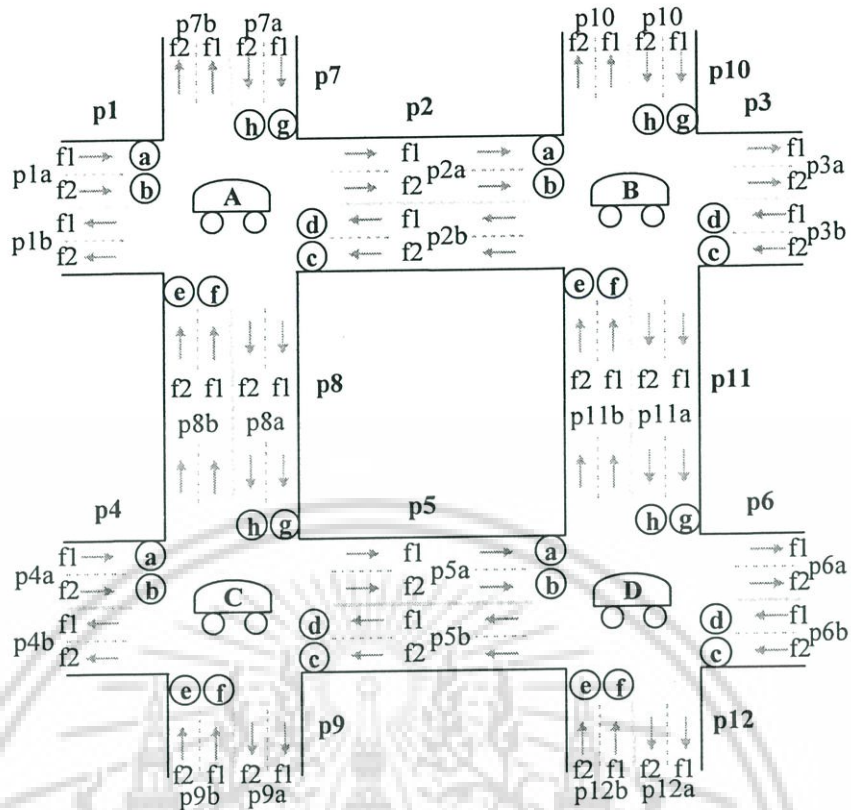 p7b p7a p10 p10
f2 f1 f2 f1 f2 f1 f2 f1
p7 p10
p1 p2 p3
h g h g
f1 a f1 a f1
p1a p2a p3a
f2 b A f2 b B f2
f1 d f1 d f1
p1b p2b p3b
f2 c f2 c f2
e f e f
f2 f1 f2 f1 p8 f2 f1 f2 f1 p11
p8b p8a p11b p11a
p4 p5 p6
h g h g
f1 a f1 a f1
p4a p5a p6a
f2 b C f2 b D f2
f1 d f1 d f1
p4b p5b p6b
f2 c f2 c f2
e f e f
p9 p12
f2 f1 f2 f1 f2 f1 f2 f1
p9b p9a p12b p12a